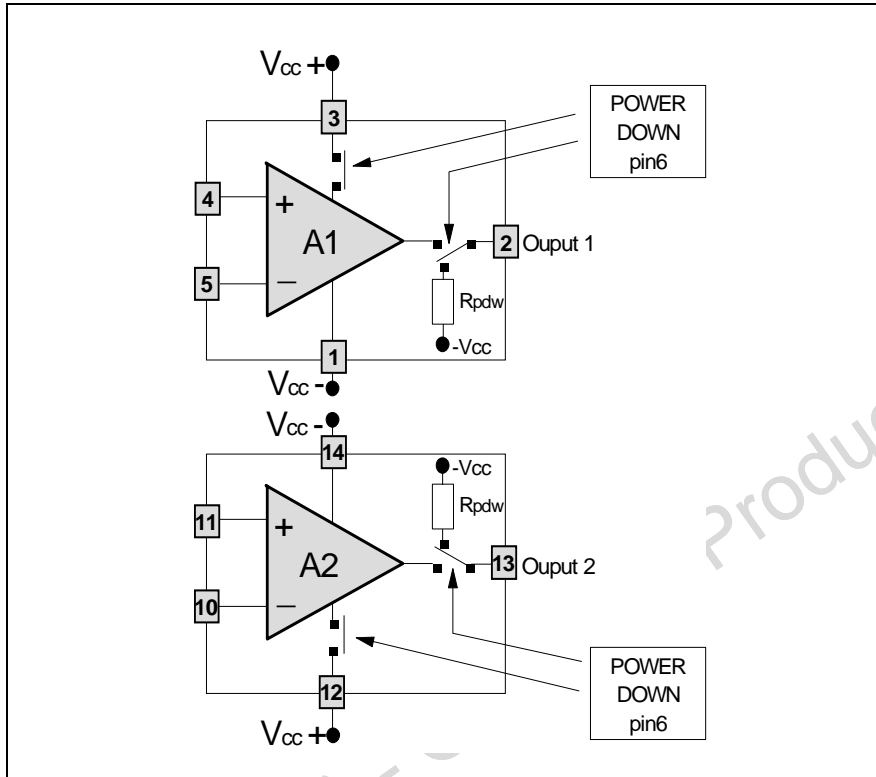 Vcc +
3
POWER
DOWN
pin6
4
+
A1
2 Ouput 1
5
−
Rpdw
-Vcc
1
Vcc -
Vcc -
14
-Vcc
Rpdw
11
+
A2
13 Ouput 2
10
−
POWER
DOWN
pin6
12
Vcc +
Produc